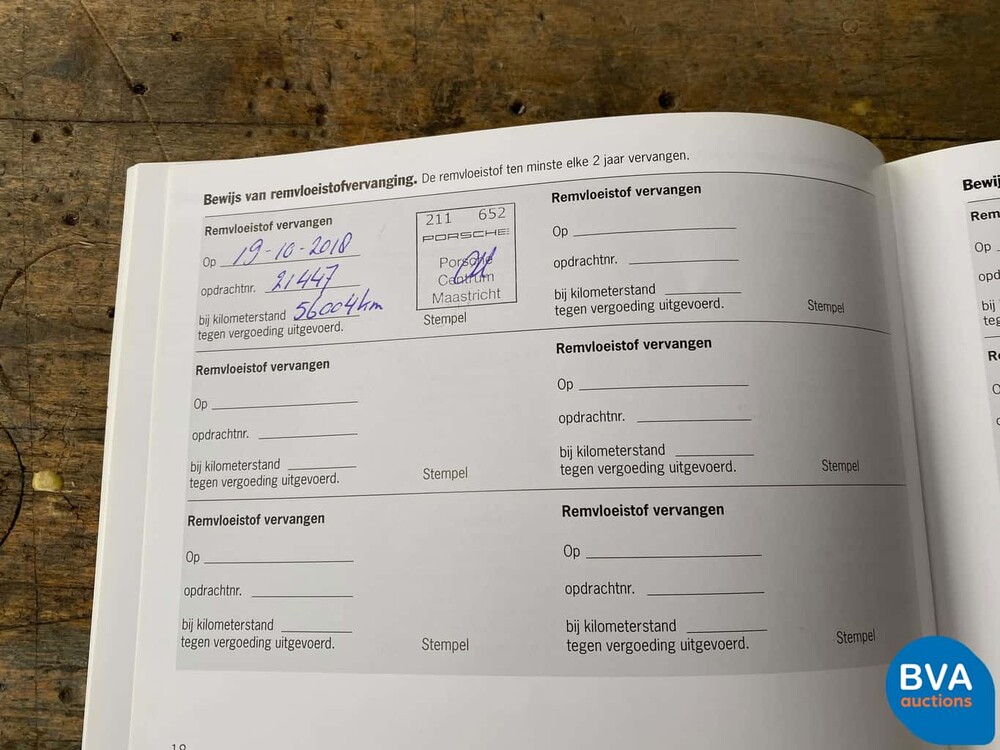 Bewijs van remvloeistofvervanging. De remvloeistof ten minste elke 2 jaar vervangen.
Remvloeistof vervangen
Op 19-10-2018
opdrachtnr. 21447
bij kilometerstand 56004km
tegen vergoeding uitgevoerd.
211 652
PORSCHE
Porsche
Centrum
Maastricht
Stempel
Remvloeistof vervangen
Op
opdrachtnr.
bij kilometerstand
tegen vergoeding uitgevoerd.
Stempel
Remvloeistof vervangen
Op
opdrachtnr.
bij kilometerstand
tegen vergoeding uitgevoerd.
Stempel
Remvloeistof vervangen
Op
opdrachtnr.
bij kilometerstand
tegen vergoeding uitgevoerd.
Stempel
Remvloeistof vervangen
Op
opdrachtnr.
bij kilometerstand
tegen vergoeding uitgevoerd.
Stempel
Remvloeistof vervangen
Op
opdrachtnr.
bij kilometerstand
tegen vergoeding uitgevoerd.
Stempel
BVA
auctions